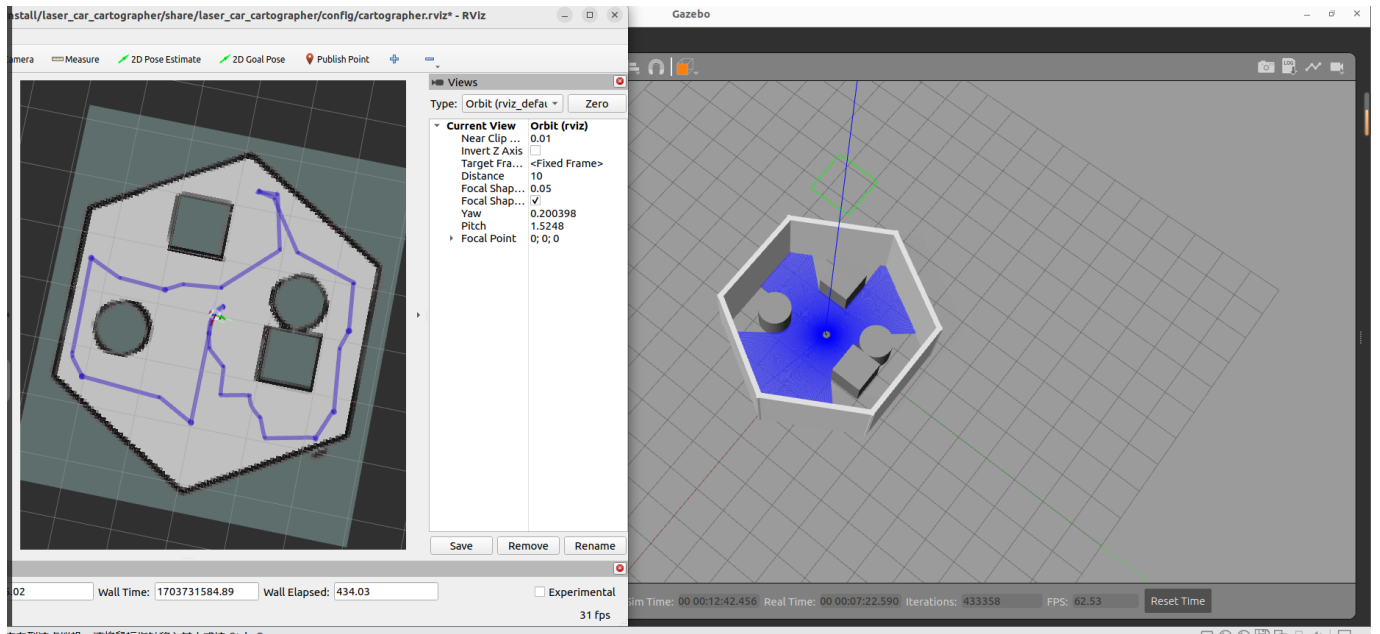 nstall/laser_car_cartographer/share/laser_car_cartographer/config/cartographer.rviz* - RViz
Gazebo
amera Measure 2D Pose Estimate 2D Goal Pose Publish Point
Views
Type: Orbit (rviz_defau Zero
Current View Orbit (rviz)
Near Clip ... 0.01
Invert Z Axis
Target Fra... <Fixed Frame>
Distance 10
Focal Shap... 0.05
Focal Shap... ✓
Yaw 0.200398
Pitch 1.5248
Focal Point 0; 0; 0
Save Remove Rename
.02 Wall Time: 1703731584.89 Wall Elapsed: 434.03 Experimental
31 fps
Sim Time: 00 00:12:42.456 Real Time: 00 00:07:22.590 Iterations: 433358 FPS: 62.53 Reset Time
LOG